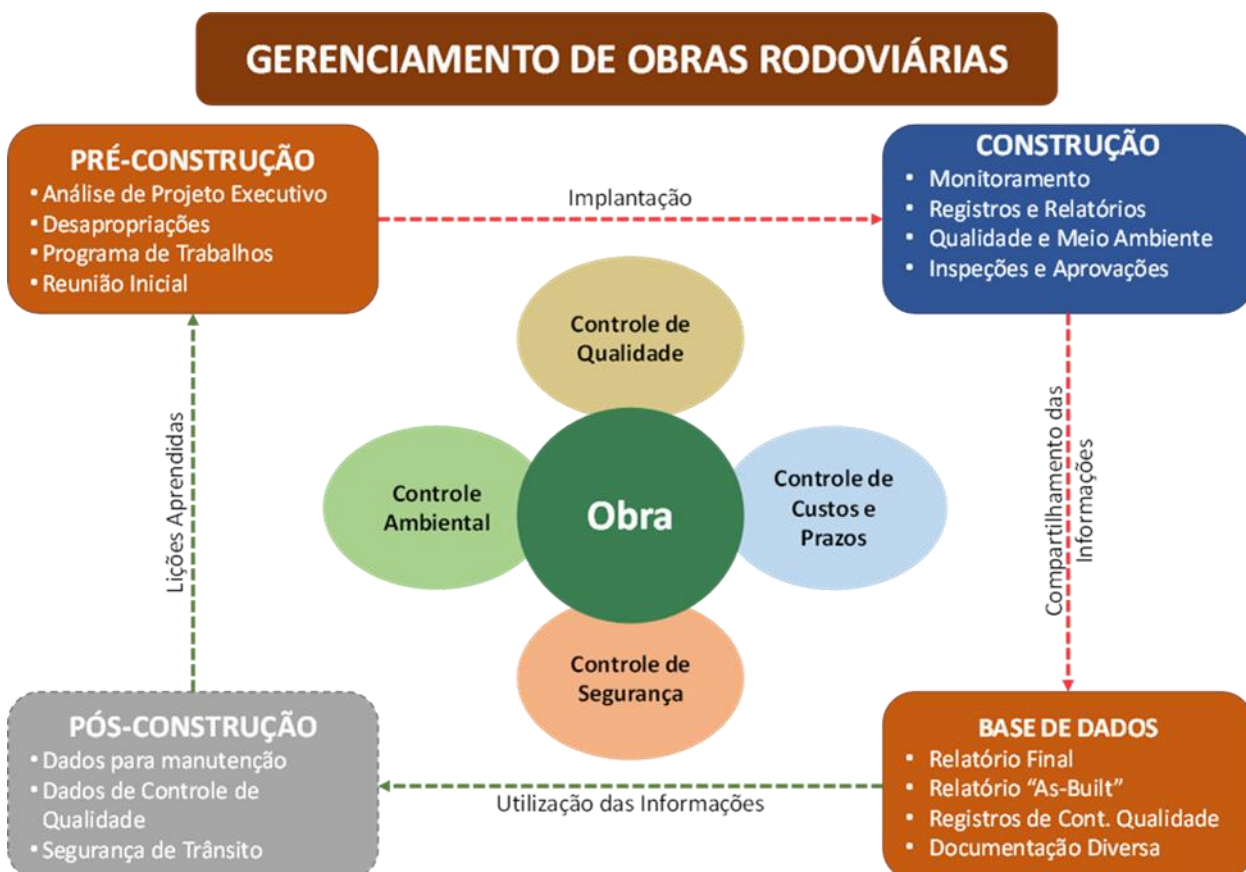 GERENCIAMENTO DE OBRAS RODOVIÁRIAS
PRÉ-CONSTRUÇÃO
▪ Análise de Projeto Executivo
▪ Desapropriações
▪ Programa de Trabalhos
▪ Reunião Inicial
Implantação
CONSTRUÇÃO
• Monitoramento
• Registros e Relatórios
• Qualidade e Meio Ambiente
• Inspeções e Aprovações
Controle de
Qualidade
Controle
Ambiental
Obra
Controle de
Custos e
Prazos
Controle de
Segurança
Lições Aprendidas
Compartilhamento das
Informações
PÓS-CONSTRUÇÃO
▪ Dados para manutenção
▪ Dados de Controle de
Qualidade
▪ Segurança de Trânsito
Utilização das Informações
BASE DE DADOS
• Relatório Final
• Relatório “As-Built”
• Registros de Cont. Qualidade
• Documentação Diversa